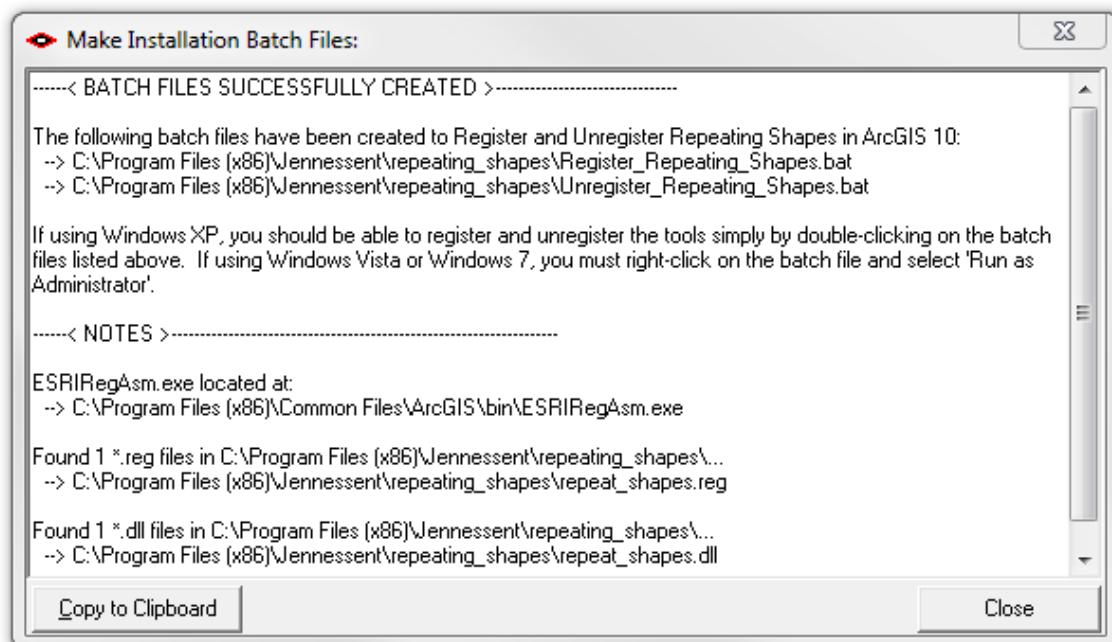 Make Installation Batch Files:
------< BATCH FILES SUCCESSFULLY CREATED >--------------------------------
The following batch files have been created to Register and Unregister Repeating Shapes in ArcGIS 10:
--> C:\Program Files (x86)\Jennessent\repeating_shapes\Register_Repeating_Shapes.bat
--> C:\Program Files (x86)\Jennessent\repeating_shapes\Unregister_Repeating_Shapes.bat
If using Windows XP, you should be able to register and unregister the tools simply by double-clicking on the batch
files listed above.  If using Windows Vista or Windows 7, you must right-click on the batch file and select 'Run as
Administrator'.
------< NOTES >--------------------------------------------------------------------
ESRIRegAsm.exe located at:
--> C:\Program Files (x86)\Common Files\ArcGIS\bin\ESRIRegAsm.exe
Found 1 *.reg files in C:\Program Files (x86)\Jennessent\repeating_shapes\...
--> C:\Program Files (x86)\Jennessent\repeating_shapes\repeat_shapes.reg
Found 1 *.dll files in C:\Program Files (x86)\Jennessent\repeating_shapes\...
--> C:\Program Files (x86)\Jennessent\repeating_shapes\repeat_shapes.dll
Copy to Clipboard
Close